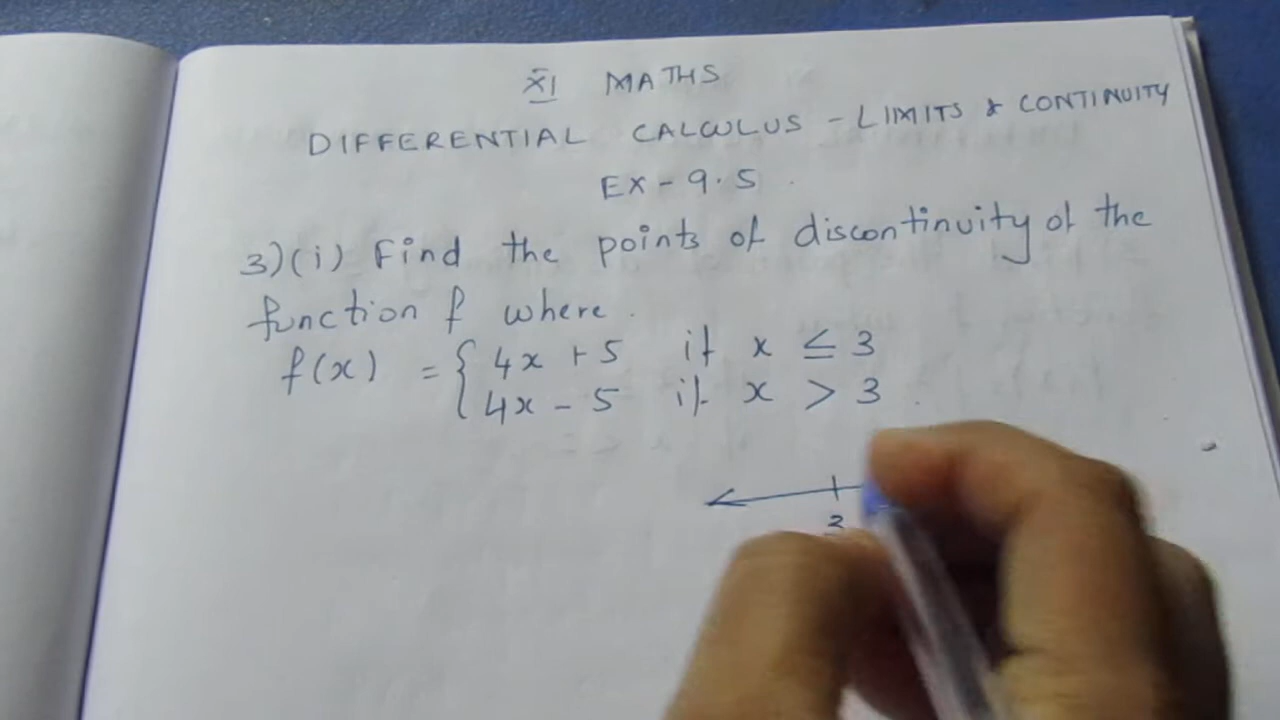 XI MATHS
DIFFERENTIAL CALCULUS - LIMITS & CONTINUITY
EX - 9.5
3)(i) Find the points of discontinuity of the
function f where.
f(x) = { 4x + 5 if x ≤ 3
4x - 5 if x > 3
3